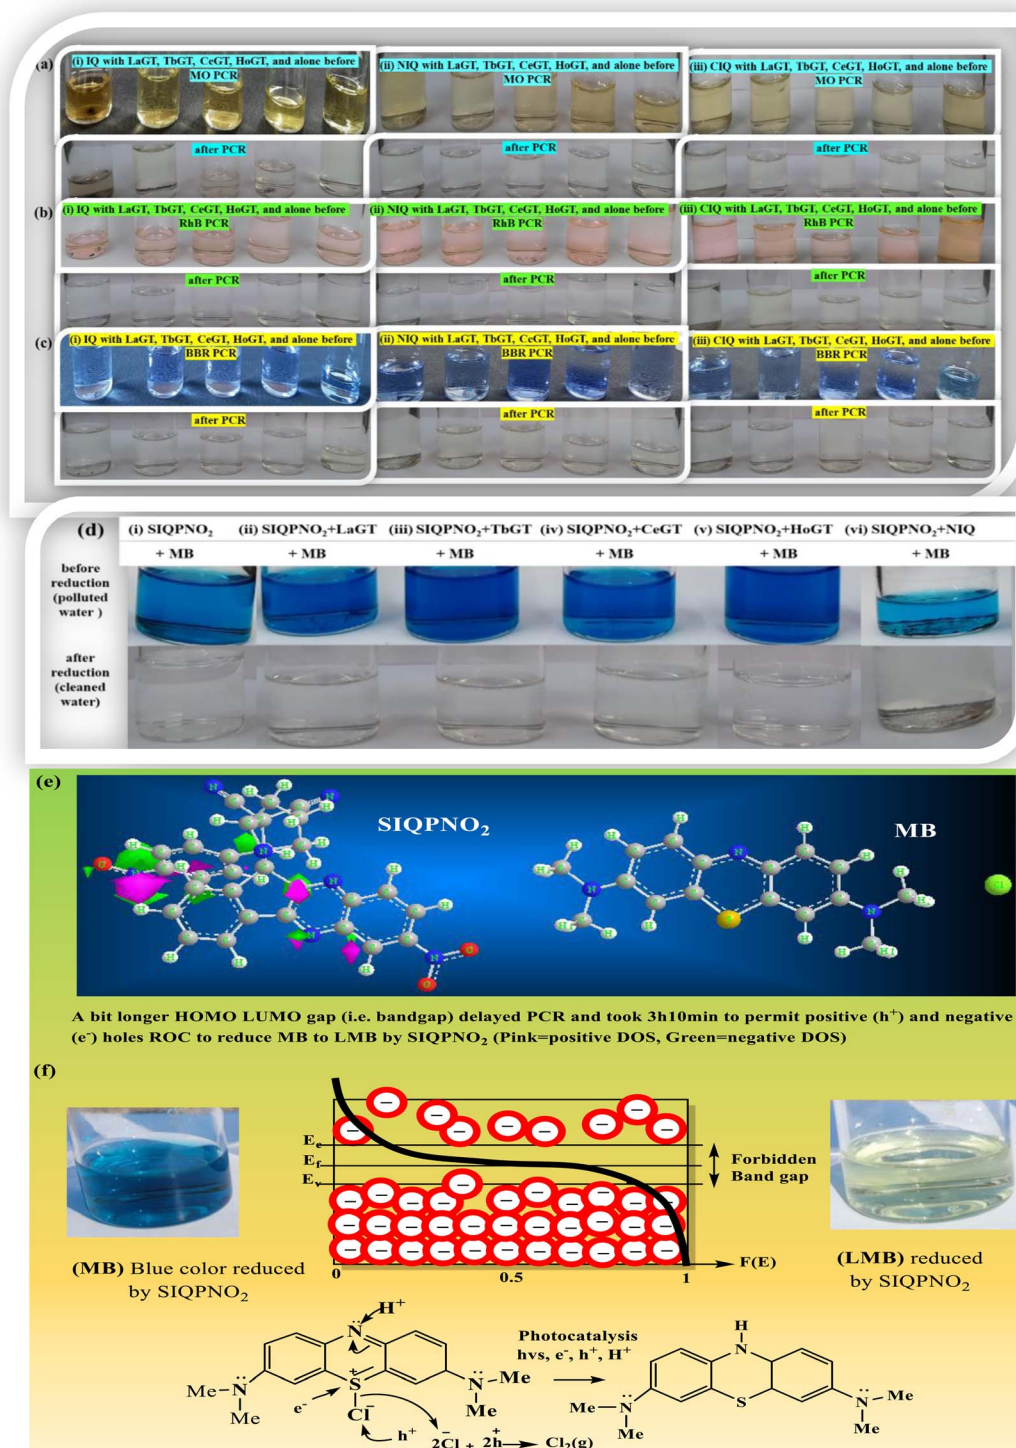 (a)
(i) IQ with LaGT, TbGT, CeGT, HoGT, and alone before
MO PCR
(ii) NIQ with LaGT, TbGT, CeGT, HoGT, and alone before
MO PCR
(iii) CIQ with LaGT, TbGT, CeGT, HoGT, and alone before
MO PCR
after PCR
after PCR
after PCR
(b)
(i) IQ with LaGT, TbGT, CeGT, HoGT, and alone before
RhB PCR
(ii) NIQ with LaGT, TbGT, CeGT, HoGT, and alone before
RhB PCR
(iii) CIQ with LaGT, TbGT, CeGT, HoGT, and alone before
RhB PCR
after PCR
after PCR
after PCR
(c)
(i) IQ with LaGT, TbGT, CeGT, HoGT, and alone before
BBR PCR
(ii) NIQ with LaGT, TbGT, CeGT, HoGT, and alone before
BBR PCR
(iii) CIQ with LaGT, TbGT, CeGT, HoGT, and alone before
BBR PCR
after PCR
after PCR
after PCR
(d)
(i) SIQPNO₂
+ MB
(ii) SIQPNO₂+LaGT
+ MB
(iii) SIQPNO₂+TbGT
+ MB
(iv) SIQPNO₂+CeGT
+ MB
(v) SIQPNO₂+HoGT
+ MB
(vi) SIQPNO₂+NIQ
+ MB
before
reduction
(polluted
water )
after
reduction
(cleaned
water)
(e)
SIQPNO₂
MB
A bit longer HOMO LUMO gap (i.e. bandgap) delayed PCR and took 3h10min to permit positive (h⁺) and negative
(e⁻) holes ROC to reduce MB to LMB by SIQPNO₂ (Pink=positive DOS, Green=negative DOS)
(f)
Ec
Ef
Ev
Forbidden
Band gap
0
0.5
1
F(E)
(MB) Blue color reduced
by SIQPNO₂
(LMB) reduced
by SIQPNO₂
H⁺
N
S⁺
Cl⁻
e⁻
h⁺
Me
N
Me
N
Me
Me
2Cl⁻ + 2h⁺ → Cl₂(g)
Photocatalysis
hνs, e⁻, h⁺, H⁺
H
N
S
Me
N
Me
N
Me
Me